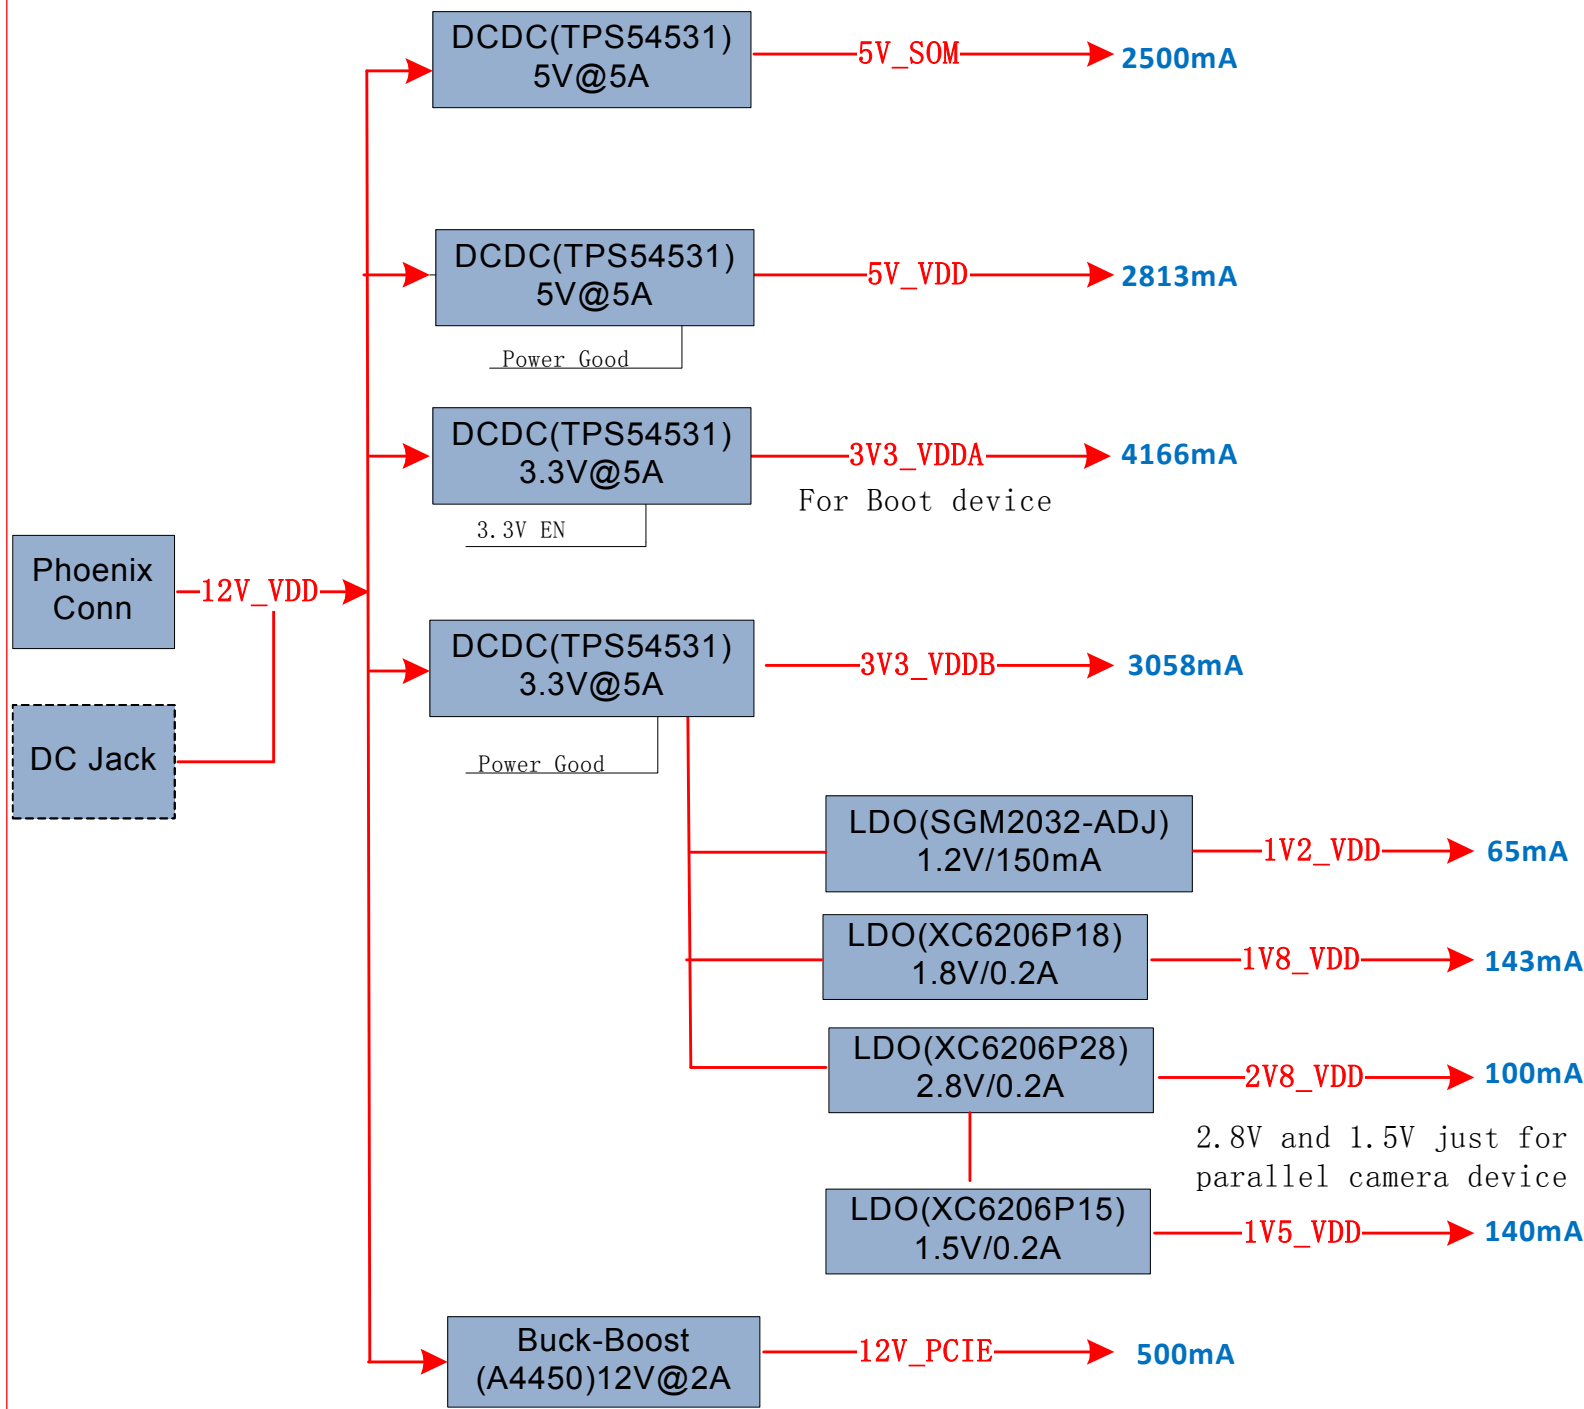 DCDC(TPS54531)
5V@5A
5V_SOM
2500mA
DCDC(TPS54531)
5V@5A
5V_VDD
2813mA
Power Good
DCDC(TPS54531)
3.3V@5A
3V3_VDDA
4166mA
For Boot device
3.3V EN
Phoenix
Conn
12V_VDD
DC Jack
DCDC(TPS54531)
3.3V@5A
3V3_VDDB
3058mA
Power Good
LDO(SGM2032-ADJ)
1.2V/150mA
1V2_VDD
65mA
LDO(XC6206P18)
1.8V/0.2A
1V8_VDD
143mA
LDO(XC6206P28)
2.8V/0.2A
2V8_VDD
100mA
2.8V and 1.5V just for
parallel camera device
LDO(XC6206P15)
1.5V/0.2A
1V5_VDD
140mA
Buck-Boost
(A4450)12V@2A
12V_PCIE
500mA